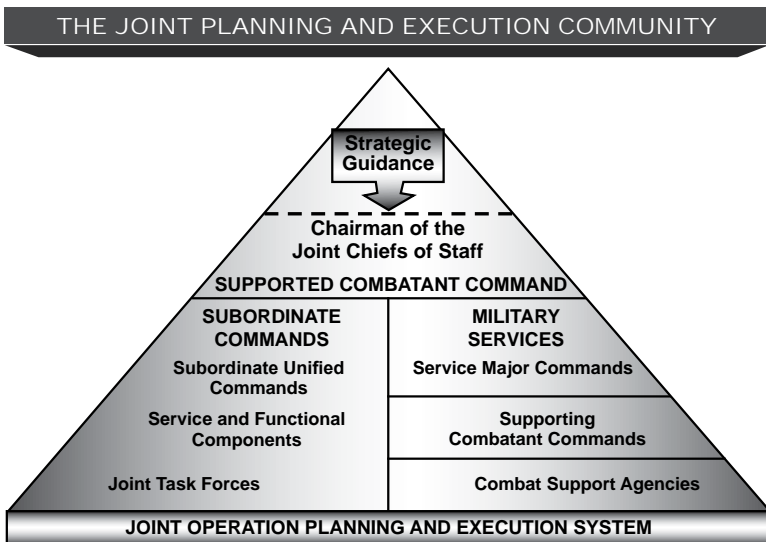 THE JOINT PLANNING AND EXECUTION COMMUNITY
Strategic
Guidance
Chairman of the
Joint Chiefs of Staff
SUPPORTED COMBATANT COMMAND
SUBORDINATE
COMMANDS
Subordinate Unified
Commands
Service and Functional
Components
Joint Task Forces
MILITARY
SERVICES
Service Major Commands
Supporting
Combatant Commands
Combat Support Agencies
JOINT OPERATION PLANNING AND EXECUTION SYSTEM